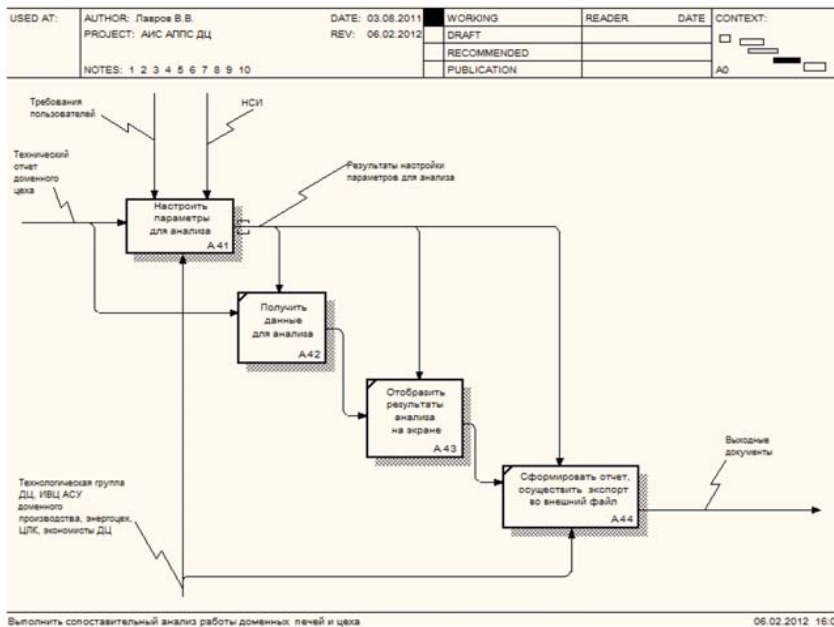 USED AT:
AUTHOR: Лавров В.В.
DATE: 03.08.2011
WORKING
READER
DATE
CONTEXT:
PROJECT: АИС АППС ДЦ
REV: 06.02.2012
DRAFT
RECOMMENDED
NOTES: 1 2 3 4 5 6 7 8 9 10
PUBLICATION
A0
Требования
пользователей
НСИ
Технический
отчет
доменного
цеха
Результаты настройки
параметров для анализа
Настроить
параметры
для анализа
A41
Получить
данные
для анализа
A42
Отобразить
результаты
анализа
на экране
A43
Выходные
документы
Сформировать отчет,
осуществить экспорт
во внешний файл
A44
Технологическая группа
ДЦ, ИВЦ АСУ
доменного
производства, энергоцех,
ЦЛК, экономисты ДЦ
Выполнить сопоставительный анализ работы доменных печей и цеха
06.02.2012